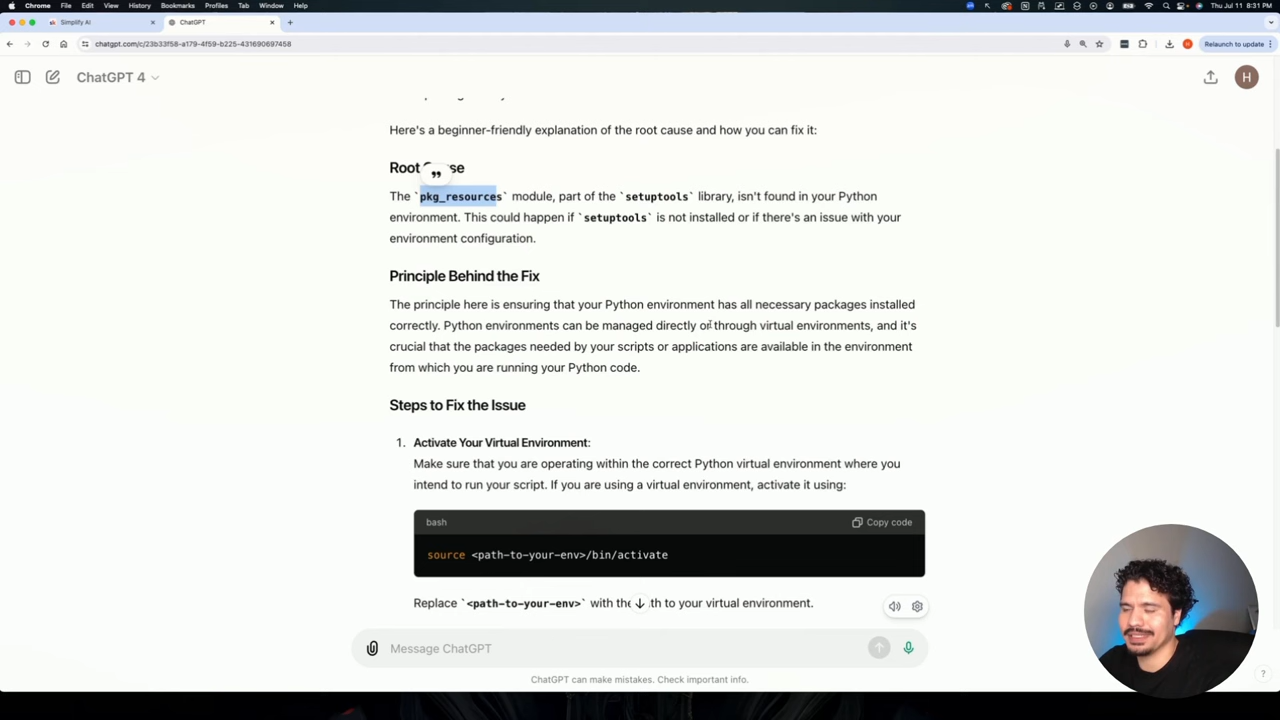 Chrome File Edit View History Bookmarks Profiles Tab Window Help Thu Jul 11 8:31 PM
Simplify AI ChatGPT
chatgpt.com/c/23b33f58-a179-4f59-b225-431690697458 Relaunch to update
ChatGPT 4 H
Here's a beginner-friendly explanation of the root cause and how you can fix it:
Root
The `pkg_resources` module, part of the `setuptools` library, isn't found in your Python
environment. This could happen if `setuptools` is not installed or if there's an issue with your
environment configuration.
Principle Behind the Fix
The principle here is ensuring that your Python environment has all necessary packages installed
correctly. Python environments can be managed directly or through virtual environments, and it's
crucial that the packages needed by your scripts or applications are available in the environment
from which you are running your Python code.
Steps to Fix the Issue
1. Activate Your Virtual Environment:
Make sure that you are operating within the correct Python virtual environment where you
intend to run your script. If you are using a virtual environment, activate it using:
bash Copy code
source <path-to-your-env>/bin/activate
Replace `<path-to-your-env>` with the to your virtual environment.
Message ChatGPT
ChatGPT can make mistakes. Check important info.
?